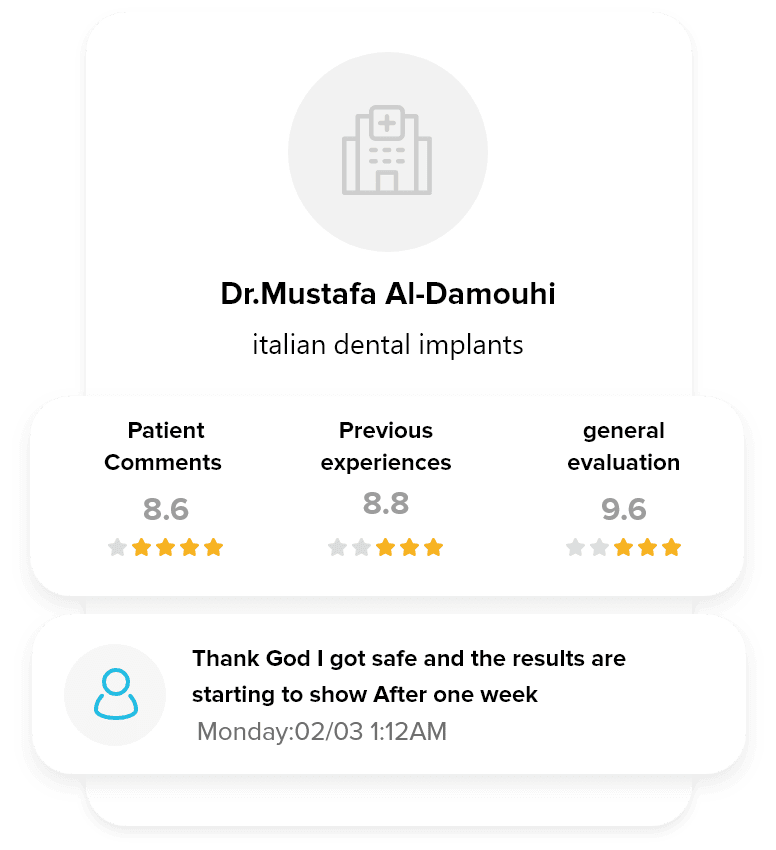 Dr.Mustafa Al-Damouhi
italian dental implants
Patient
Comments
8.6
Previous
experiences
8.8
general
evaluation
9.6
Thank God I got safe and the results are
starting to show After one week
Monday:02/03 1:12AM